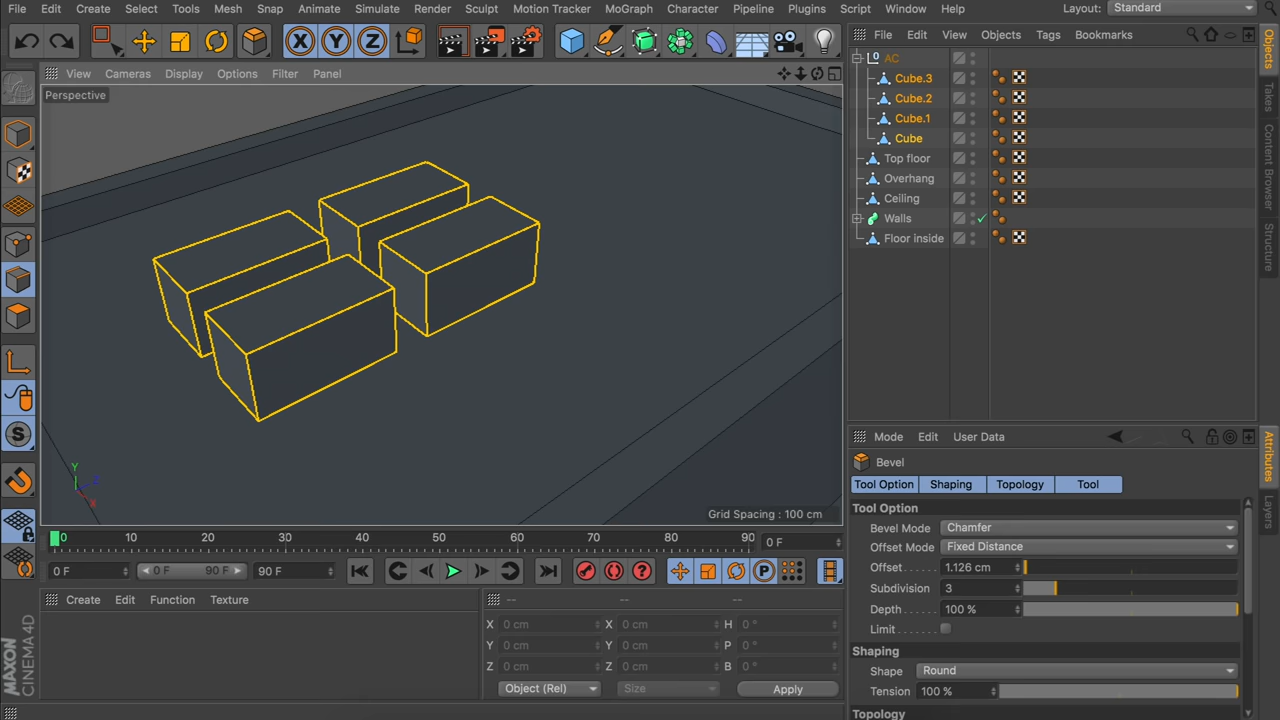 File Edit Create Select Tools Mesh Snap Animate Simulate Render Sculpt Motion Tracker MoGraph Character Pipeline Plugins Script Window Help Layout: Standard
X Y Z
File Edit View Objects Tags Bookmarks
View Cameras Display Options Filter Panel
Perspective
0 AC
Cube.3
Cube.2
Cube.1
Cube
Top floor
Overhang
Ceiling
Walls
Floor inside
Objects
Takes
Content Browser
Structure
S
Y
Z
X
Grid Spacing : 100 cm
0 10 20 30 40 50 60 70 80 90 0 F
0 F 0 F 90 F 90 F
P
Create Edit Function Texture
-- -- --
X 0 cm X 0 cm H 0 °
Y 0 cm Y 0 cm P 0 °
Z 0 cm Z 0 cm B 0 °
Object (Rel) Size Apply
Mode Edit User Data
Bevel
Tool Option Shaping Topology Tool
Tool Option
Bevel Mode Chamfer
Offset Mode Fixed Distance
Offset 1.126 cm
Subdivision 3
Depth 100 %
Limit
Shaping
Shape Round
Tension 100 %
Topology
Attributes
Layers
MAXON
CINEMA 4D